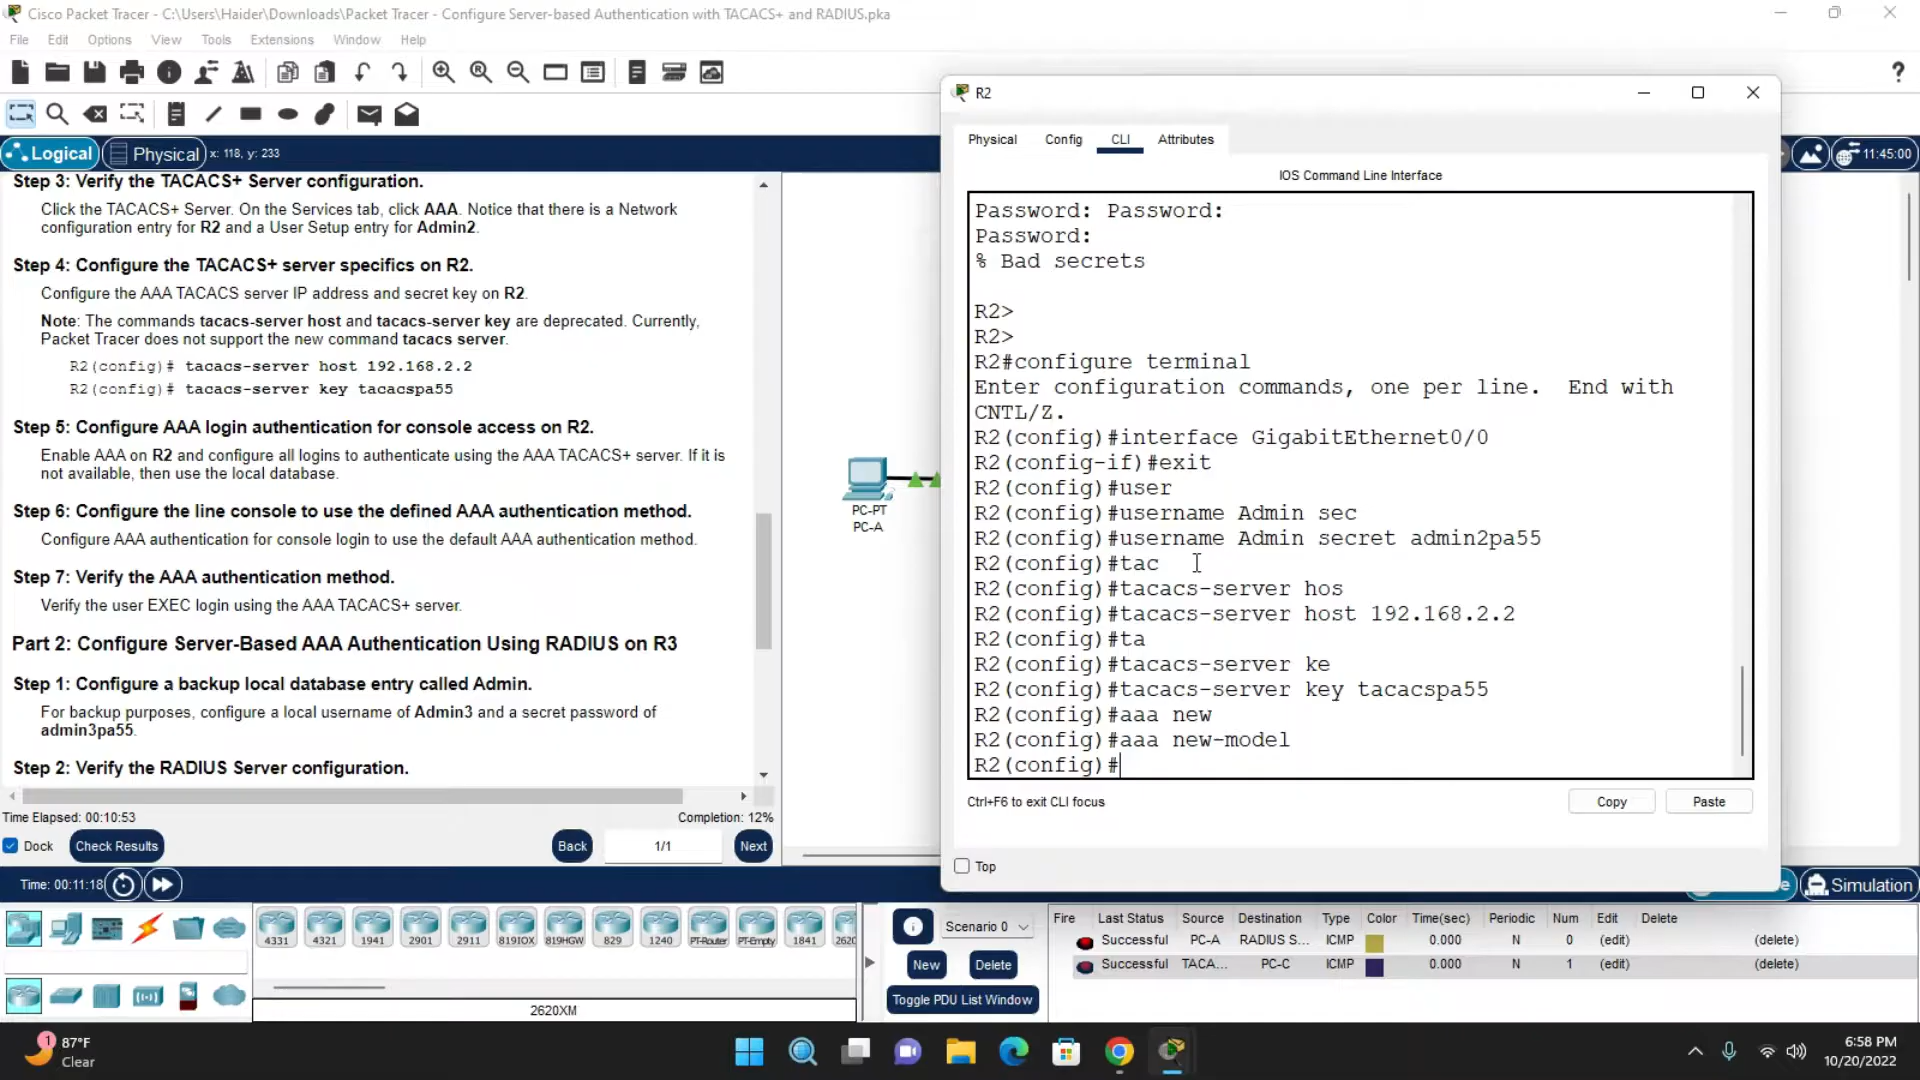 Cisco Packet Tracer - C:\Users\Haider\Downloads\Packet Tracer - Configure Server-based Authentication with TACACS+ and RADIUS.pka
File Edit Options View Tools Extensions Window Help
?
Logical Physical x: 118, y: 233
11:45:00
Step 3: Verify the TACACS+ Server configuration.
Click the TACACS+ Server. On the Services tab, click AAA. Notice that there is a Network
configuration entry for R2 and a User Setup entry for Admin2.
Step 4: Configure the TACACS+ server specifics on R2.
Configure the AAA TACACS server IP address and secret key on R2.
Note: The commands tacacs-server host and tacacs-server key are deprecated. Currently,
Packet Tracer does not support the new command tacacs server.
R2(config)# tacacs-server host 192.168.2.2
R2(config)# tacacs-server key tacacspa55
Step 5: Configure AAA login authentication for console access on R2.
Enable AAA on R2 and configure all logins to authenticate using the AAA TACACS+ server. If it is
not available, then use the local database.
Step 6: Configure the line console to use the defined AAA authentication method.
Configure AAA authentication for console login to use the default AAA authentication method.
Step 7: Verify the AAA authentication method.
Verify the user EXEC login using the AAA TACACS+ server.
Part 2: Configure Server-Based AAA Authentication Using RADIUS on R3
Step 1: Configure a backup local database entry called Admin.
For backup purposes, configure a local username of Admin3 and a secret password of
admin3pa55.
Step 2: Verify the RADIUS Server configuration.
Time Elapsed: 00:10:53 Completion: 12%
Dock Check Results Back 1/1 Next
PC-PT
PC-A
R2
Physical Config CLI Attributes
IOS Command Line Interface
Password: Password:
Password:
% Bad secrets
R2>
R2>
R2#configure terminal
Enter configuration commands, one per line. End with
CNTL/Z.
R2(config)#interface GigabitEthernet0/0
R2(config-if)#exit
R2(config)#user
R2(config)#username Admin sec
R2(config)#username Admin secret admin2pa55
R2(config)#tac
R2(config)#tacacs-server hos
R2(config)#tacacs-server host 192.168.2.2
R2(config)#ta
R2(config)#tacacs-server ke
R2(config)#tacacs-server key tacacspa55
R2(config)#aaa new
R2(config)#aaa new-model
R2(config)#
Ctrl+F6 to exit CLI focus Copy Paste
Top
Time: 00:11:18
Simulation
4331 4321 1941 2901 2911 819IOX 819HGW 829 1240 PT-Router PT-Empty 1841
2620XM
Scenario 0
New Delete
Toggle PDU List Window
Fire Last Status Source Destination Type Color Time(sec) Periodic Num Edit Delete
Successful PC-A RADIUS S... ICMP 0.000 N 0 (edit) (delete)
Successful TACA... PC-C ICMP 0.000 N 1 (edit) (delete)
1
87°F
Clear
6:58 PM
10/20/2022